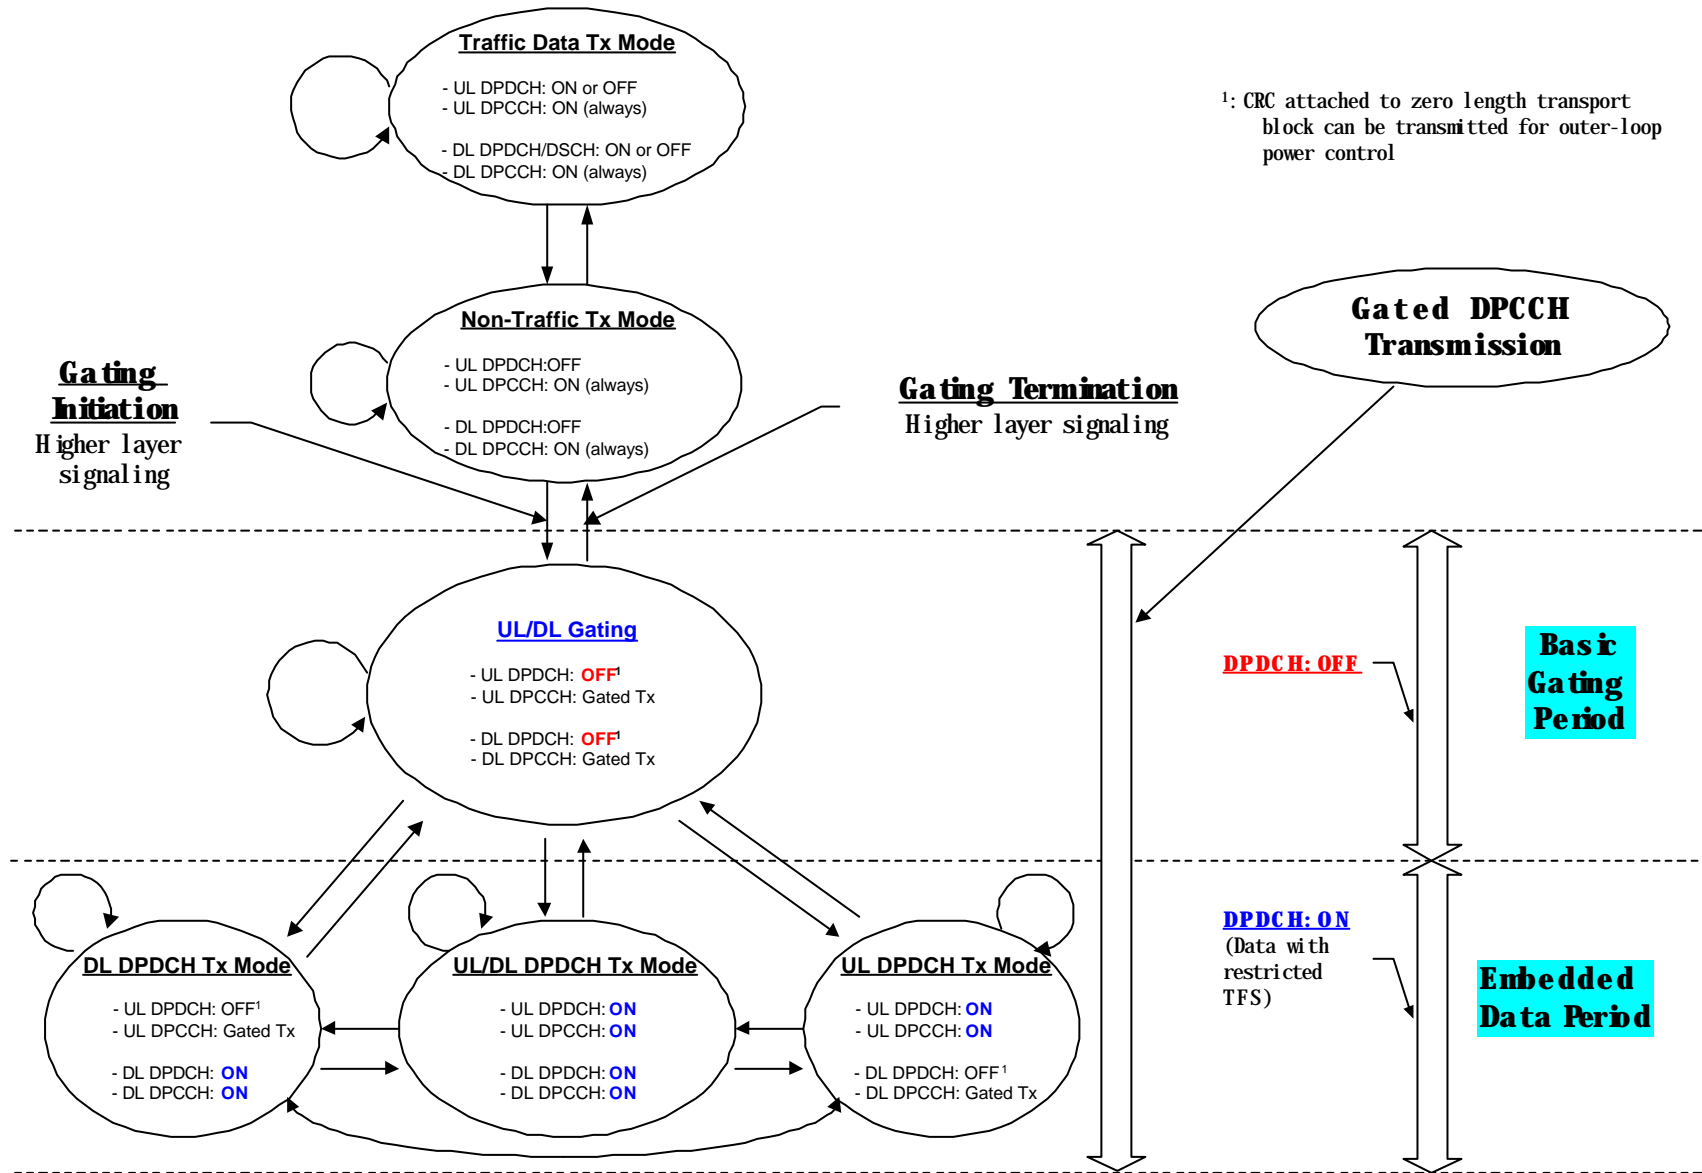 Traffic Data Tx Mode
- UL DPDCH: ON or OFF
- UL DPCCH: ON (always)
- DL DPDCH/DSCH: ON or OFF
- DL DPCCH: ON (always)
¹: CRC attached to zero length transport
block can be transmitted for outer-loop
power control
Non-Traffic Tx Mode
- UL DPDCH:OFF
- UL DPCCH: ON (always)
- DL DPDCH:OFF
- DL DPCCH: ON (always)
Gated DPCCH
Transmission
Gating
Initiation
Higher layer
signaling
Gating Termination
Higher layer signaling
UL/DL Gating
- UL DPDCH: OFF¹
- UL DPCCH: Gated Tx
- DL DPDCH: OFF¹
- DL DPCCH: Gated Tx
DPDCH: OFF
Basic
Gating
Period
DL DPDCH Tx Mode
- UL DPDCH: OFF¹
- UL DPCCH: Gated Tx
- DL DPDCH: ON
- DL DPCCH: ON
UL/DL DPDCH Tx Mode
- UL DPDCH: ON
- UL DPCCH: ON
- DL DPDCH: ON
- DL DPCCH: ON
UL DPDCH Tx Mode
- UL DPDCH: ON
- UL DPCCH: ON
- DL DPDCH: OFF¹
- DL DPCCH: Gated Tx
DPDCH: ON
(Data with
restricted
TFS)
Embedded
Data Period